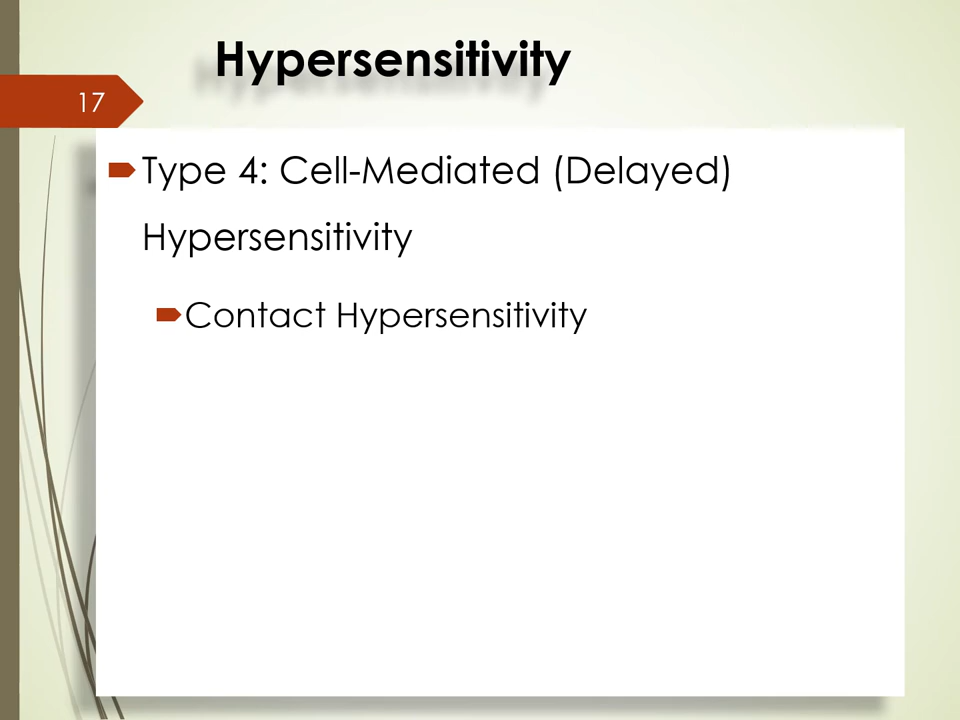 Hypersensitivity
17
Type 4: Cell-Mediated (Delayed)
Hypersensitivity
Contact Hypersensitivity